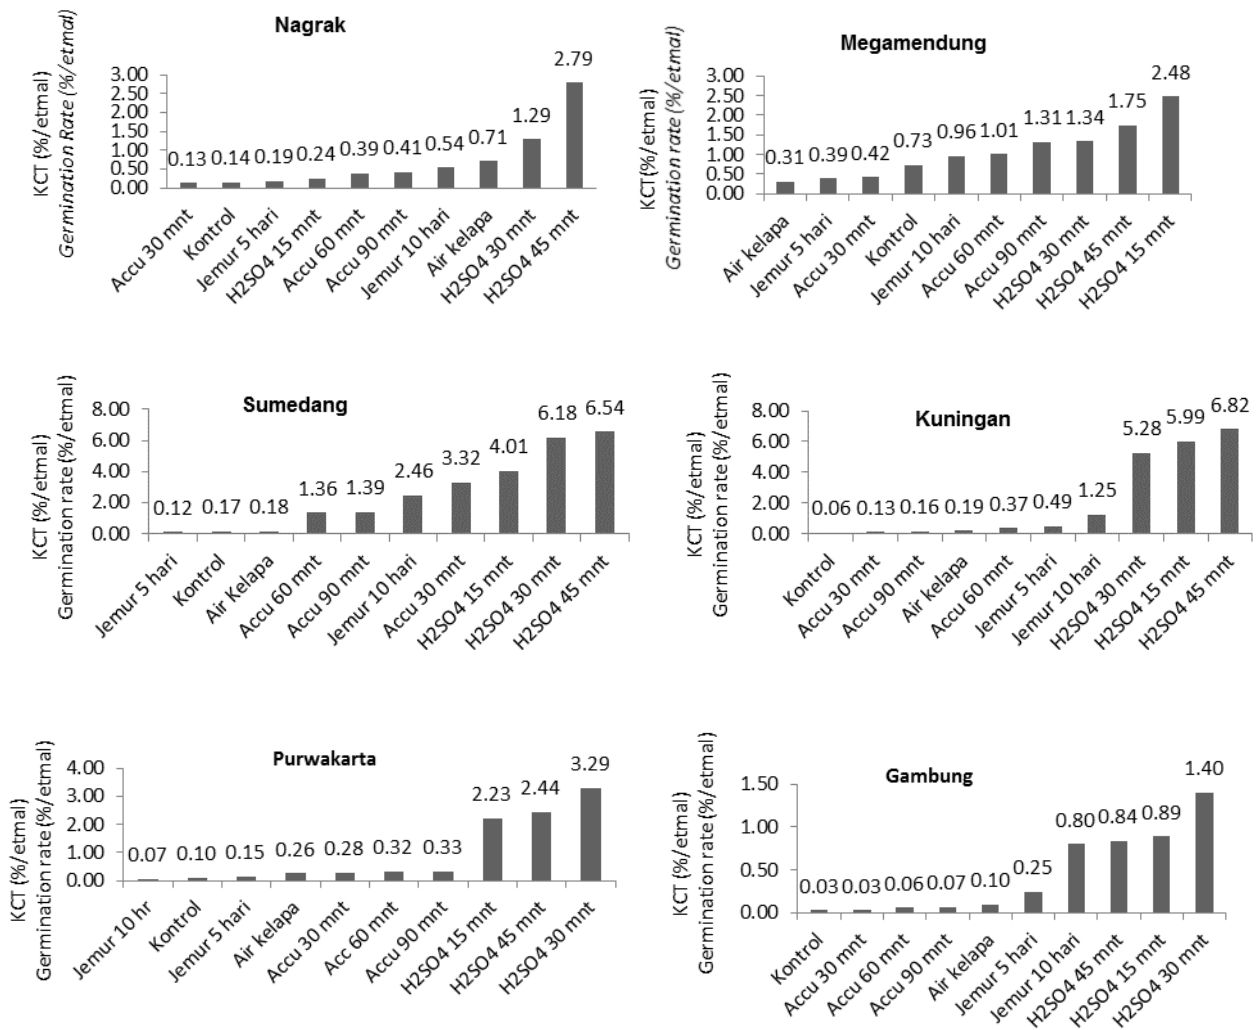 Nagrak
KCT (%/etmal)
Germination Rate (%/etmal)
3.00
2.50
2.00
1.50
1.00
0.50
0.00
0.13
0.14
0.19
0.24
0.39
0.41
0.54
0.71
1.29
2.79
Accu 30 mnt
Kontrol
Jemur 5 hari
H2SO4 15 mnt
Accu 60 mnt
Accu 90 mnt
Jemur 10 hari
Air kelapa
H2SO4 30 mnt
H2SO4 45 mnt
Megamendung
KCT(%/etmal)
Germination rate (%/etmal)
3.00
2.50
2.00
1.50
1.00
0.50
0.00
0.31
0.39
0.42
0.73
0.96
1.01
1.31
1.34
1.75
2.48
Air kelapa
Jemur 5 hari
Accu 30 mnt
Kontrol
Jemur 10 hari
Accu 60 mnt
Accu 90 mnt
H2SO4 30 mnt
H2SO4 45 mnt
H2SO4 15 mnt
Sumedang
KCT (%/etmal)
Germination rate (%/etmal)
8.00
6.00
4.00
2.00
0.00
0.12
0.17
0.18
1.36
1.39
2.46
3.32
4.01
6.18
6.54
Jemur 5 hari
Kontrol
Air Kelapa
Accu 60 mnt
Accu 90 mnt
Jemur 10 hari
Accu 30 mnt
H2SO4 15 mnt
H2SO4 30 mnt
H2SO4 45 mnt
Kuningan
KCT (%/etmal)
Germination rate (%/etmal)
8.00
6.00
4.00
2.00
0.00
0.06
0.13
0.16
0.19
0.37
0.49
1.25
5.28
5.99
6.82
Kontrol
Accu 30 mnt
Accu 90 mnt
Air kelapa
Accu 60 mnt
Jemur 5 hari
Jemur 10 hari
H2SO4 30 mnt
H2SO4 15 mnt
H2SO4 45 mnt
Purwakarta
KCT (%/etmal)
Germination rate (%/etmal)
4.00
3.00
2.00
1.00
0.00
0.07
0.10
0.15
0.26
0.28
0.32
0.33
2.23
2.44
3.29
Jemur 10 hr
Kontrol
Jemur 5 hari
Air kelapa
Accu 30 mnt
Acc 60 mnt
Accu 90 mnt
H2SO4 15 mnt
H2SO4 45 mnt
H2SO4 30 mnt
Gambung
KCT (%/etmal)
Germination rate (%/etmal)
1.50
1.00
0.50
0.00
0.03
0.03
0.06
0.07
0.10
0.25
0.80
0.84
0.89
1.40
Kontrol
Accu 30 mnt
Accu 60 mnt
Accu 90 mnt
Air kelapa
Jemur 5 hari
Jemur 10 hari
H2SO4 45 mnt
H2SO4 15 mnt
H2SO4 30 mnt